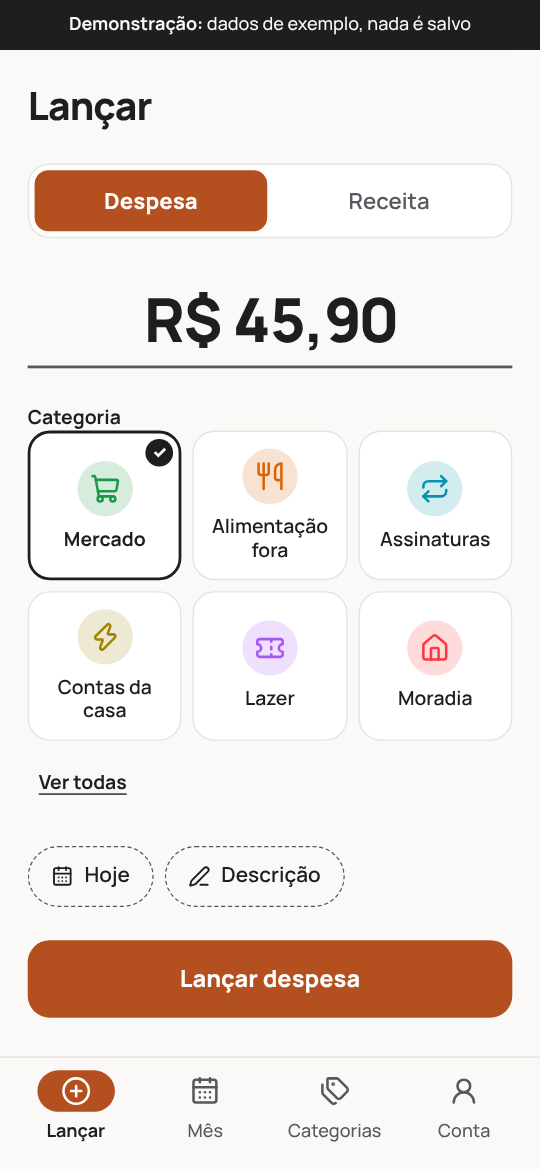 Demonstração: dados de exemplo, nada é salvo
Lançar
Despesa
Receita
R$ 45,90
Categoria
Mercado
Alimentação
fora
Assinaturas
Contas da
casa
Lazer
Moradia
Ver todas
Hoje
Descrição
Lançar despesa
Lançar
Mês
Categorias
Conta